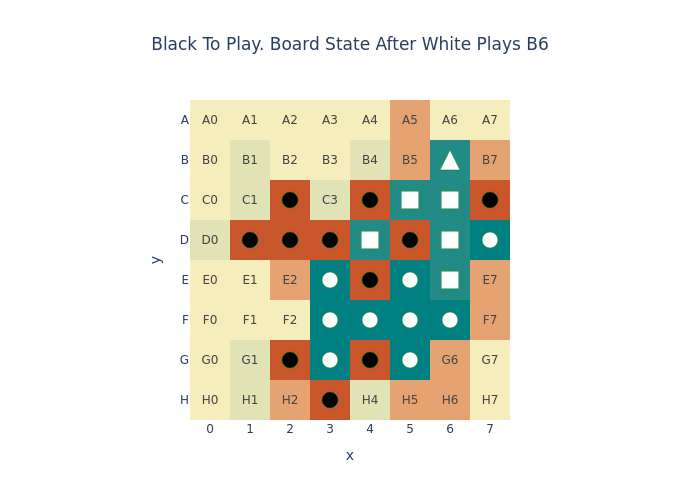 Black To Play. Board State After White Plays B6
A A0 A1 A2 A3 A4 A5 A6 A7
B B0 B1 B2 B3 B4 B5 B7
C C0 C1 C3
D D0
E E0 E1 E2 E7
F F0 F1 F2 F7
G G0 G1 G6 G7
H H0 H1 H2 H4 H5 H6 H7
0 1 2 3 4 5 6 7
x
y